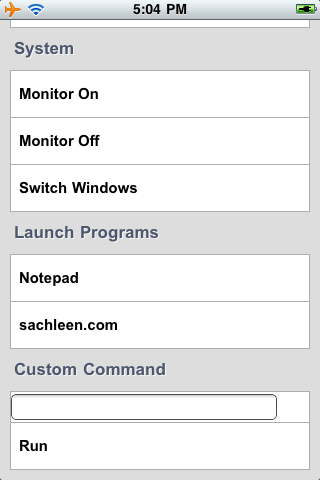 5:04 PM
System
Monitor On
Monitor Off
Switch Windows
Launch Programs
Notepad
sachleen.com
Custom Command
Run